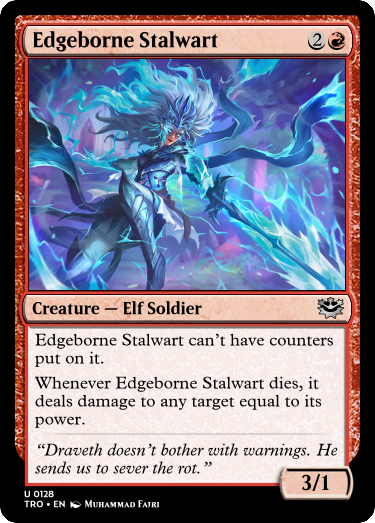 Edgeborne Stalwart 2
Creature — Elf Soldier
Edgeborne Stalwart can't have counters
put on it.
Whenever Edgeborne Stalwart dies, it
deals damage to any target equal to its
power.
“Draveth doesn't bother with warnings. He
sends us to sever the rot.”
3/1
U 0128
TRO • EN Muhammad Fajri